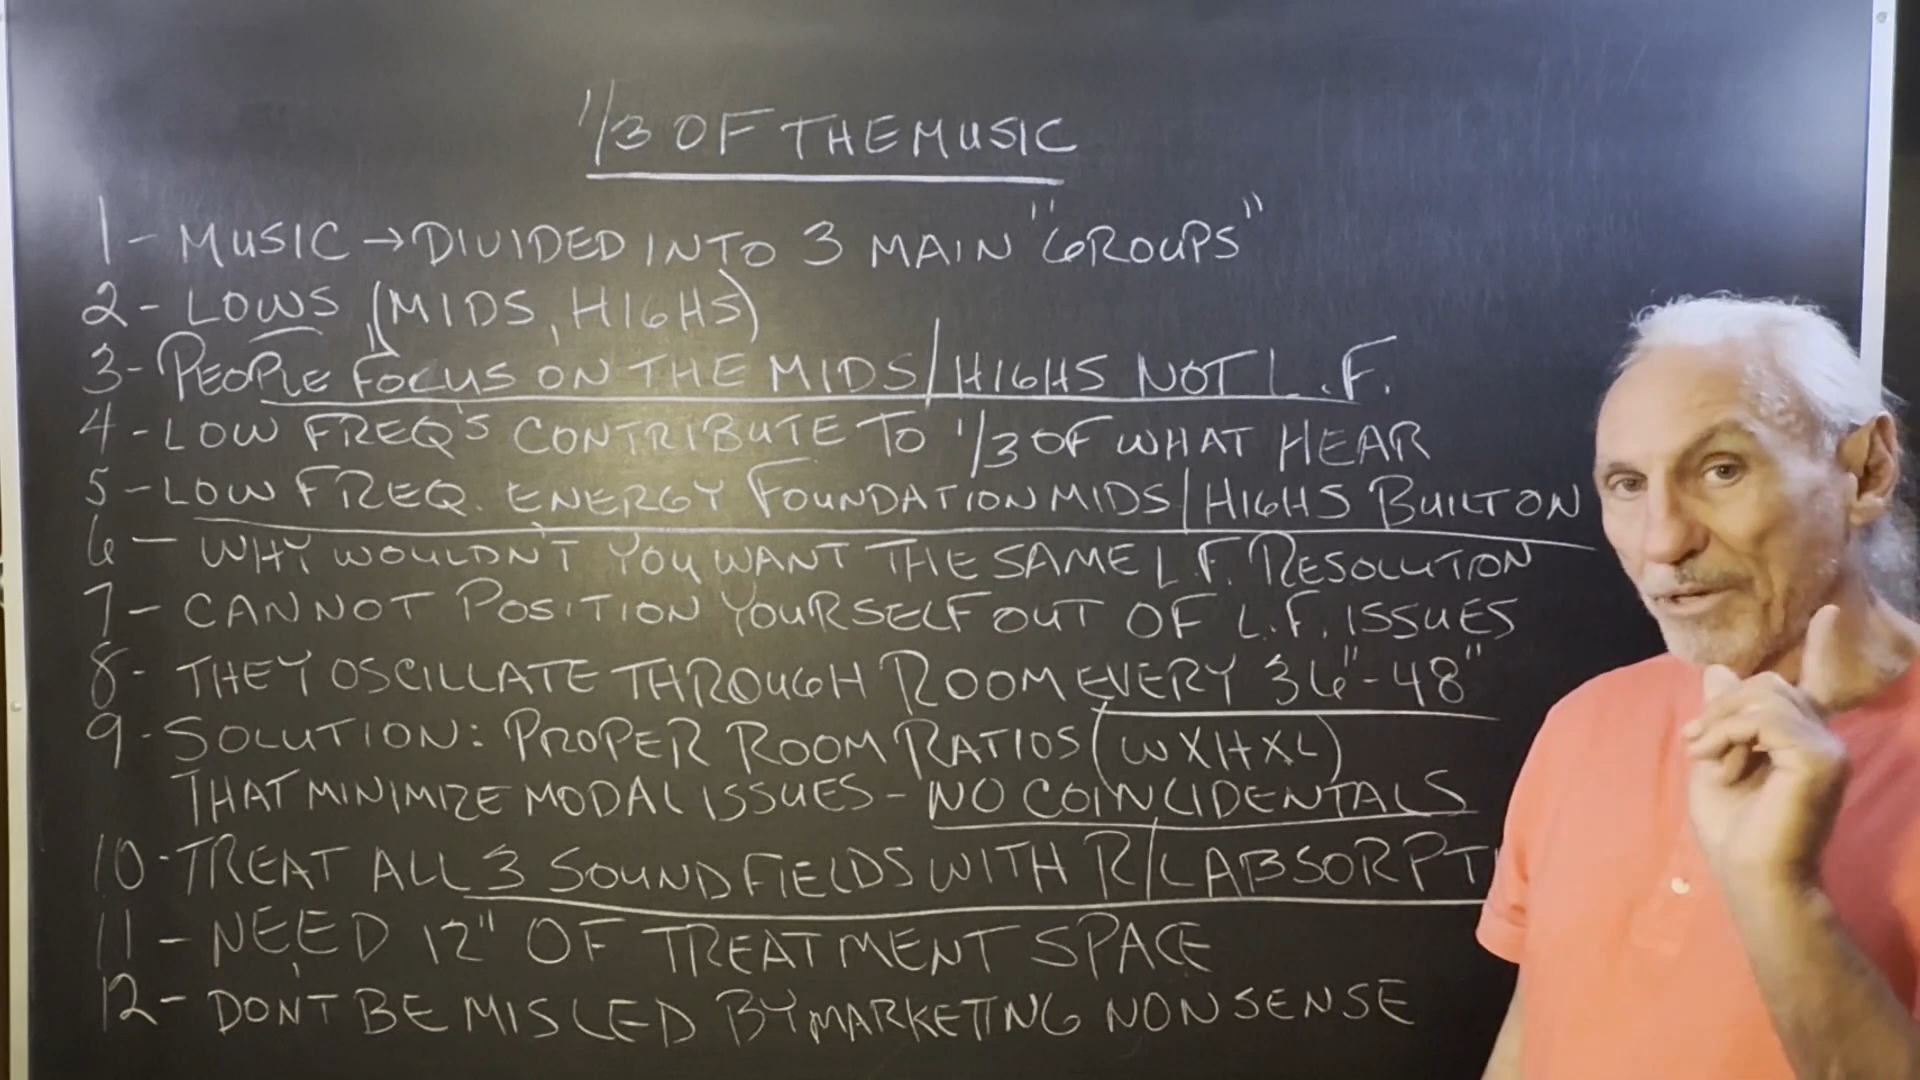 1/3 OF THE MUSIC
1- MUSIC → DIVIDED INTO 3 MAIN "GROUPS"
2- LOWS (MIDS, HIGHS)
3- PEOPLE FOCUS ON THE MIDS/HIGHS NOT L.F.
4- LOW FREQ'S CONTRIBUTE TO 1/3 OF WHAT HEAR
5- LOW FREQ. ENERGY FOUNDATION MIDS/HIGHS BUILT ON
6- WHY WOULDN'T YOU WANT THE SAME L.F. RESOLUTION
7- CANNOT POSITION YOURSELF OUT OF L.F. ISSUES
8- THEY OSCILLATE THROUGH ROOM EVERY 36"-48"
9- SOLUTION: PROPER ROOM RATIOS (WXHXL)
THAT MINIMIZE MODAL ISSUES - NO COINCIDENTALS
10- TREAT ALL 3 SOUND FIELDS WITH R/L ABSORPT
11- NEED 12" OF TREATMENT SPACE
12- DON'T BE MISLED BY MARKETING NONSENSE